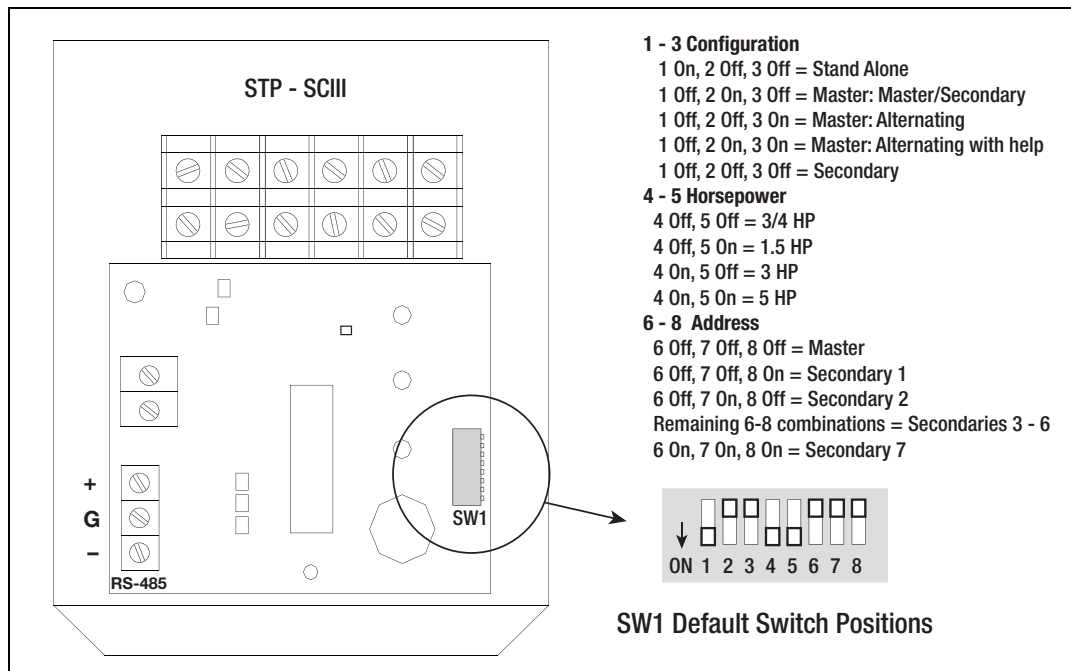 STP - SCIII
+
G
–
RS-485
SW1
1 - 3 Configuration
1 On, 2 Off, 3 Off = Stand Alone
1 Off, 2 On, 3 Off = Master: Master/Secondary
1 Off, 2 Off, 3 On = Master: Alternating
1 Off, 2 On, 3 On = Master: Alternating with help
1 Off, 2 Off, 3 Off = Secondary
4 - 5 Horsepower
4 Off, 5 Off = 3/4 HP
4 Off, 5 On = 1.5 HP
4 On, 5 Off = 3 HP
4 On, 5 On = 5 HP
6 - 8 Address
6 Off, 7 Off, 8 Off = Master
6 Off, 7 Off, 8 On = Secondary 1
6 Off, 7 On, 8 Off = Secondary 2
Remaining 6-8 combinations = Secondaries 3 - 6
6 On, 7 On, 8 On = Secondary 7
ON 1 2 3 4 5 6 7 8
SW1 Default Switch Positions